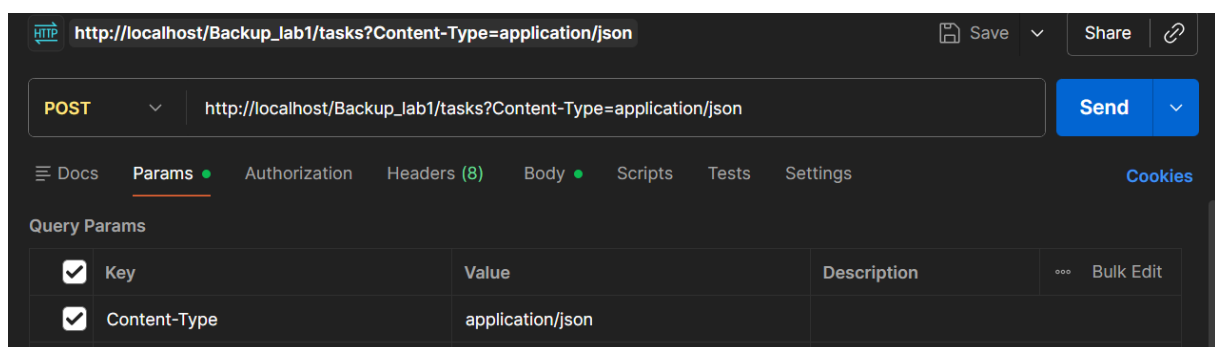 HTTP http://localhost/Backup_lab1/tasks?Content-Type=application/json Save Share
POST http://localhost/Backup_lab1/tasks?Content-Type=application/json Send
Docs Params Authorization Headers (8) Body Scripts Tests Settings Cookies
Query Params
Key Value Description Bulk Edit
Content-Type application/json